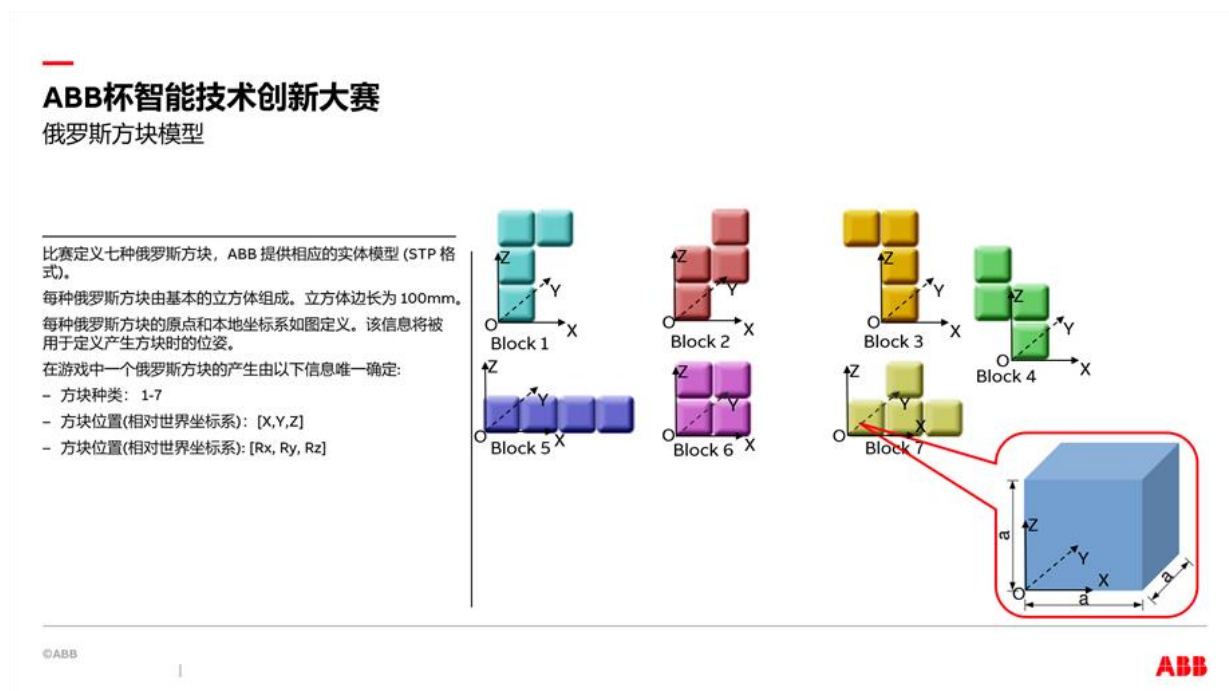 ABB杯智能技术创新大赛
俄罗斯方块模型
比赛定义七种俄罗斯方块，ABB 提供相应的实体模型 (STP 格
式)。
每种俄罗斯方块由基本的立方体组成。立方体边长为 100mm。
每种俄罗斯方块的原点和本地坐标系如图定义。该信息将被
用于定义产生方块时的位姿。
在游戏中一个俄罗斯方块的产生由以下信息唯一确定:
– 方块种类： 1-7
– 方块位置(相对世界坐标系)：[X,Y,Z]
– 方块位置(相对世界坐标系): [Rx, Ry, Rz]
Z
Y
O
X
Block 1
Z
Y
O
X
Block 2
Z
Y
O
X
Block 3
Z
Y
O
X
Block 4
Z
Y
O
X
Block 5
Z
Y
O
X
Block 6
Z
Y
X
O
Block 7
a
Z
Y
X
O
a
a
©ABB
ABB